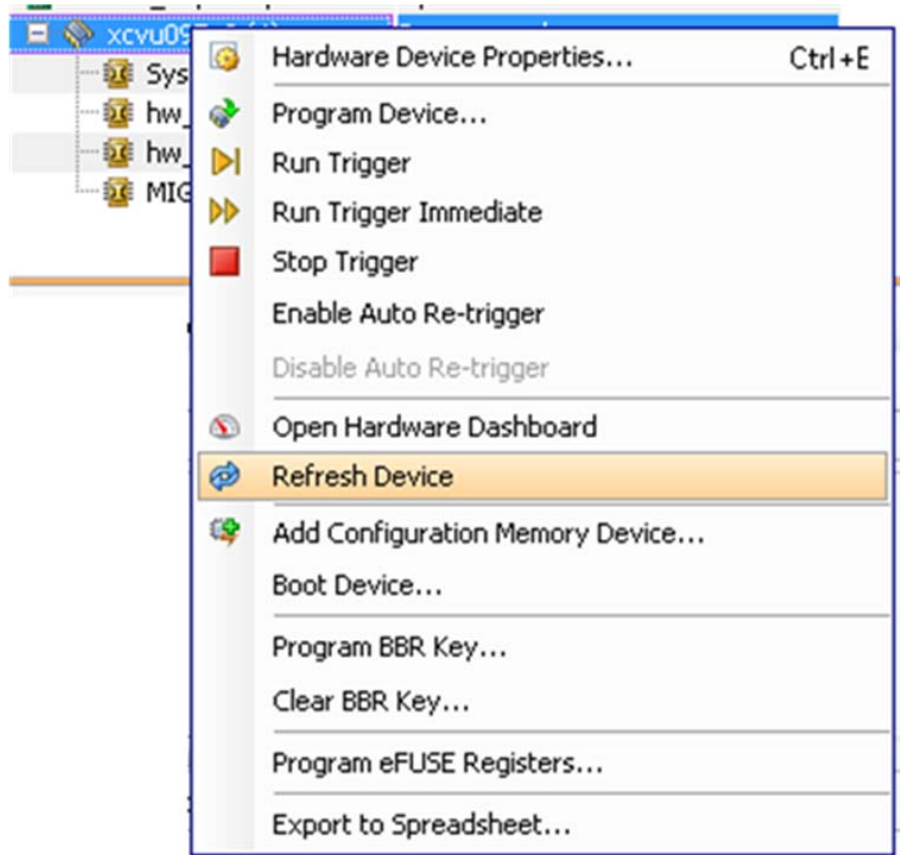 Hardware Device Properties... Ctrl+E
Sys
Program Device...
hw_
Run Trigger
hw_
MIG
Run Trigger Immediate
Stop Trigger
Enable Auto Re-trigger
Disable Auto Re-trigger
Open Hardware Dashboard
Refresh Device
Add Configuration Memory Device...
Boot Device...
Program BBR Key...
Clear BBR Key...
Program eFUSE Registers...
Export to Spreadsheet...